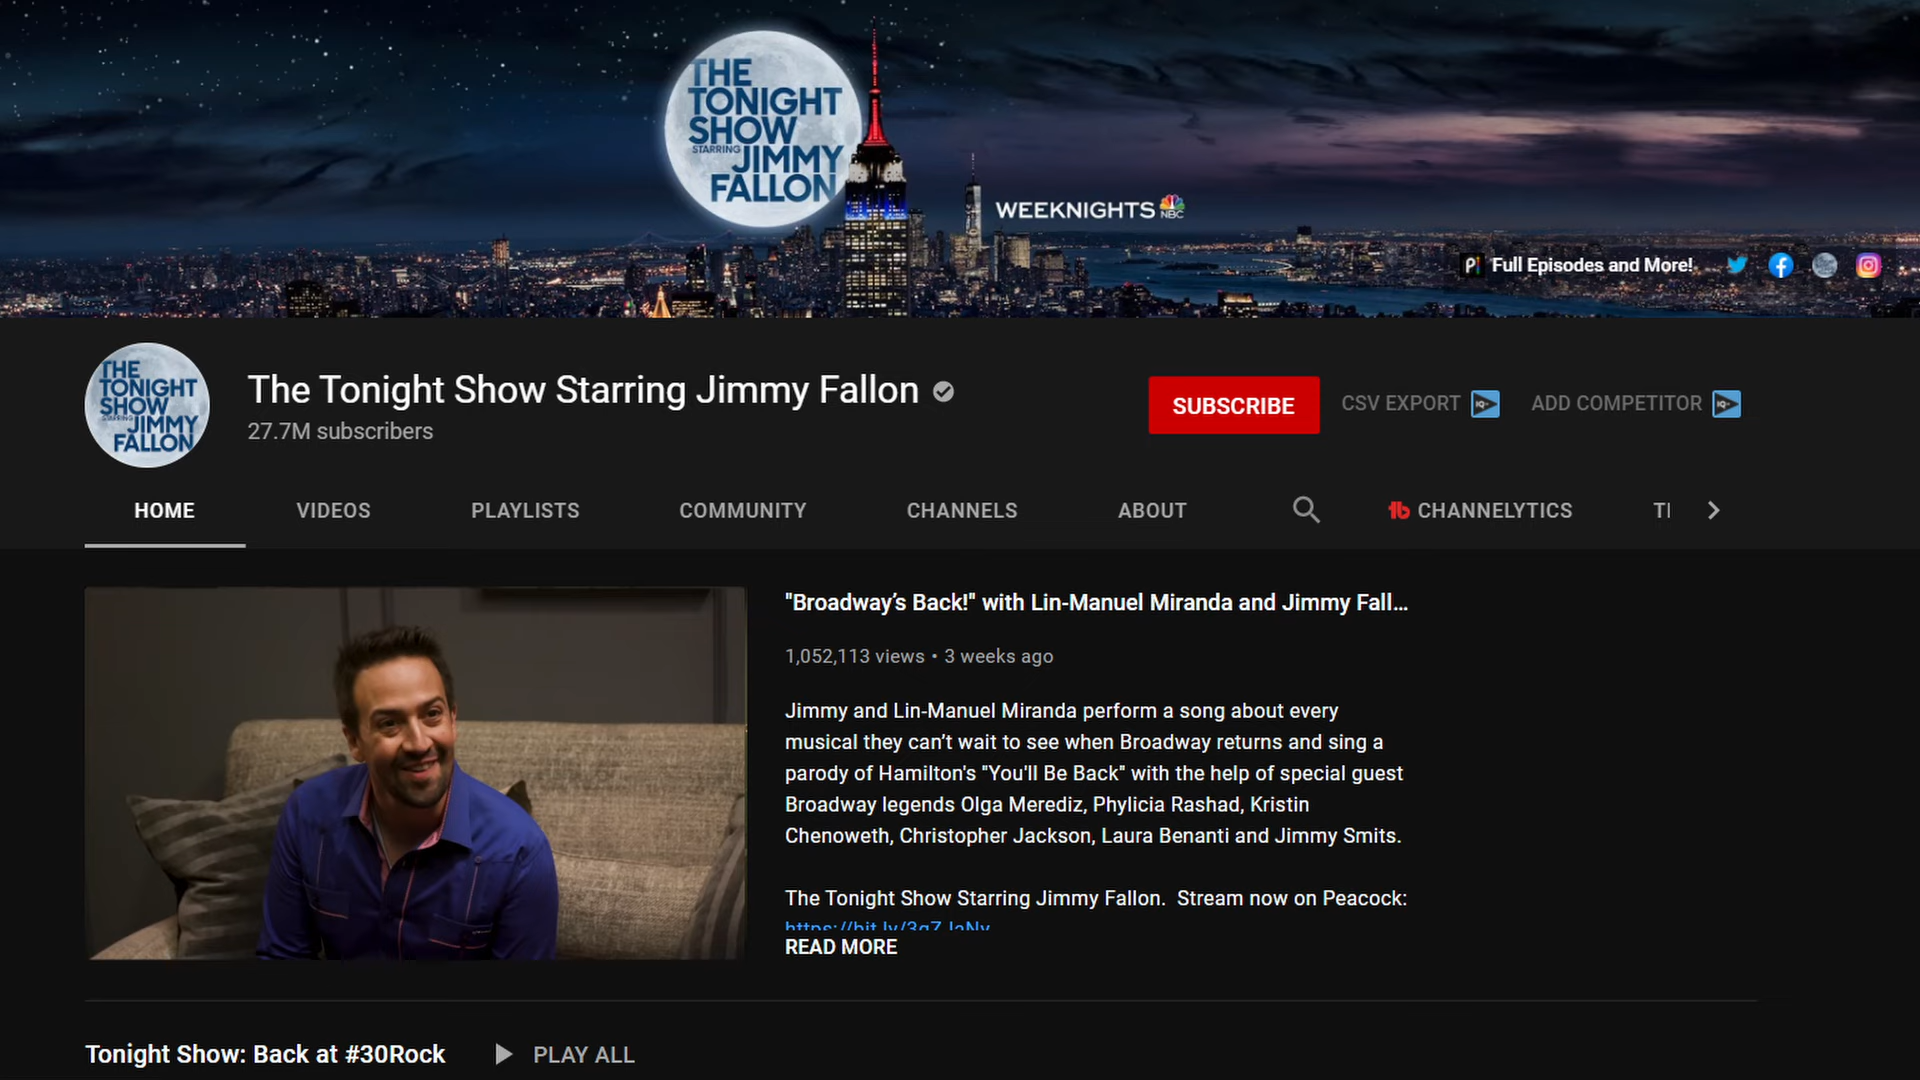 THE
TONIGHT
SHOW
STARRING
JIMMY
FALLON
WEEKNIGHTS
NBC
Full Episodes and More!
THE
TONIGHT
SHOW
STARRING
JIMMY
FALLON
The Tonight Show Starring Jimmy Fallon
27.7M subscribers
SUBSCRIBE
CSV EXPORT
ADD COMPETITOR
HOME
VIDEOS
PLAYLISTS
COMMUNITY
CHANNELS
ABOUT
CHANNELYTICS
"Broadway’s Back!" with Lin-Manuel Miranda and Jimmy Fall...
1,052,113 views • 3 weeks ago
Jimmy and Lin-Manuel Miranda perform a song about every
musical they can’t wait to see when Broadway returns and sing a
parody of Hamilton's "You'll Be Back" with the help of special guest
Broadway legends Olga Merediz, Phylicia Rashad, Kristin
Chenoweth, Christopher Jackson, Laura Benanti and Jimmy Smits.
The Tonight Show Starring Jimmy Fallon.  Stream now on Peacock:
READ MORE
Tonight Show: Back at #30Rock
PLAY ALL